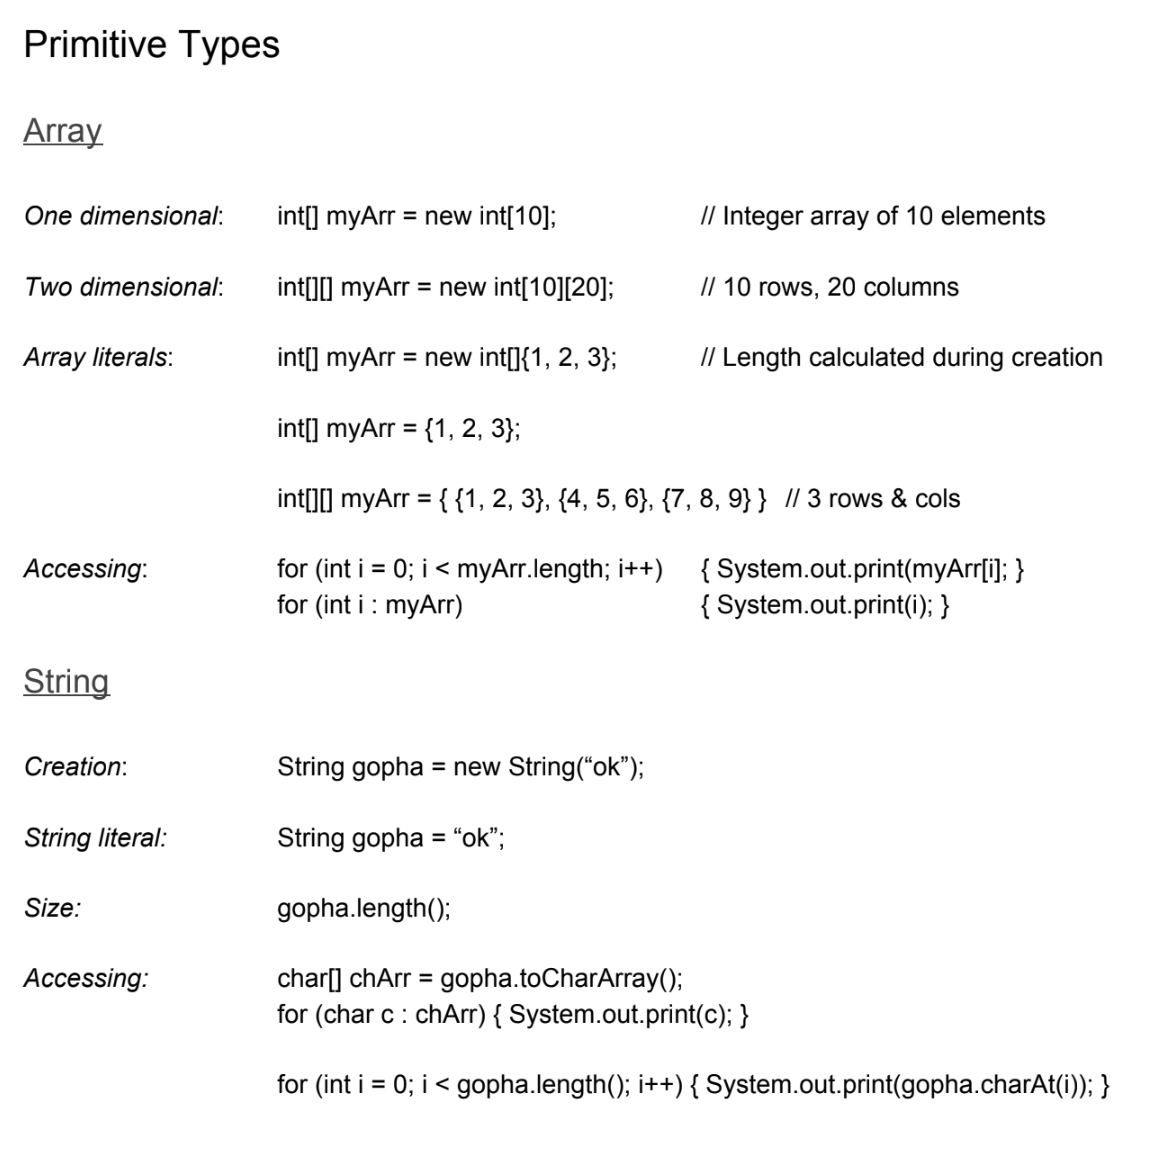 Primitive Types
Array
One dimensional: int[] myArr = new int[10]; // Integer array of 10 elements
Two dimensional: int[][] myArr = new int[10][20]; // 10 rows, 20 columns
Array literals: int[] myArr = new int[]{1, 2, 3}; // Length calculated during creation
int[] myArr = {1, 2, 3};
int[][] myArr = { {1, 2, 3}, {4, 5, 6}, {7, 8, 9} } // 3 rows & cols
Accessing: for (int i = 0; i < myArr.length; i++) { System.out.print(myArr[i]; }
for (int i : myArr) { System.out.print(i); }
String
Creation: String gopha = new String(“ok”);
String literal: String gopha = “ok”;
Size: gopha.length();
Accessing: char[] chArr = gopha.toCharArray();
for (char c : chArr) { System.out.print(c); }
for (int i = 0; i < gopha.length(); i++) { System.out.print(gopha.charAt(i)); }